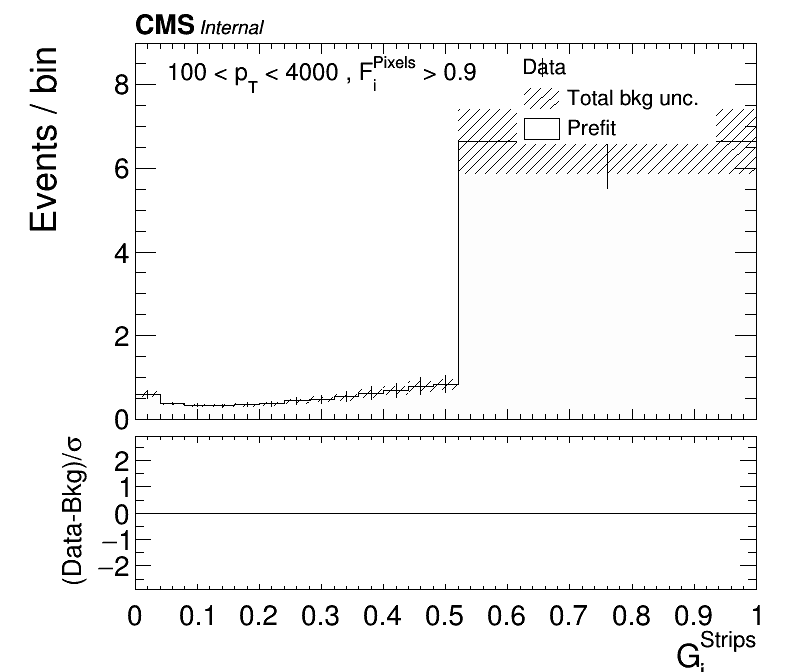 CMS Internal
100 < p_T < 4000 , F_i^Pixels > 0.9
Data
Total bkg unc.
Prefit
Events / bin
8
6
4
2
0
(Data-Bkg)/σ
2
1
0
−1
−2
0 0.1 0.2 0.3 0.4 0.5 0.6 0.7 0.8 0.9 1
G_i^Strips